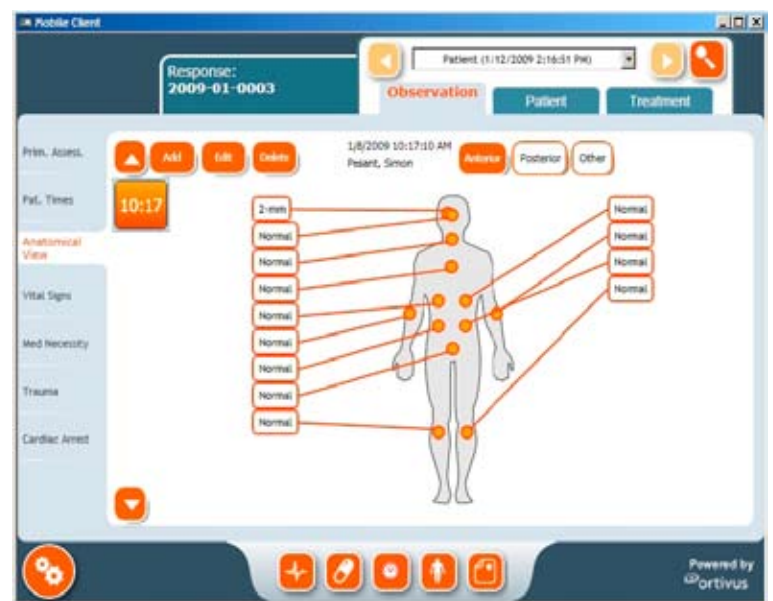 Mobile Client
Response:
2009-01-0003
Patient (1/12/2009 2:16:51 PM)
Observation
Patient
Treatment
Prim. Assess.
Pat. Times
Anatomical
View
Vital Signs
Med Necessity
Trauma
Cardiac Arrest
Add
Edit
Delete
1/8/2009 10:17:10 AM
Pesant, Simon
Anterior
Posterior
Other
10:17
2-mm
Normal
Normal
Normal
Normal
Normal
Normal
Normal
Normal
Normal
Normal
Normal
Normal
Powered by
ortivus